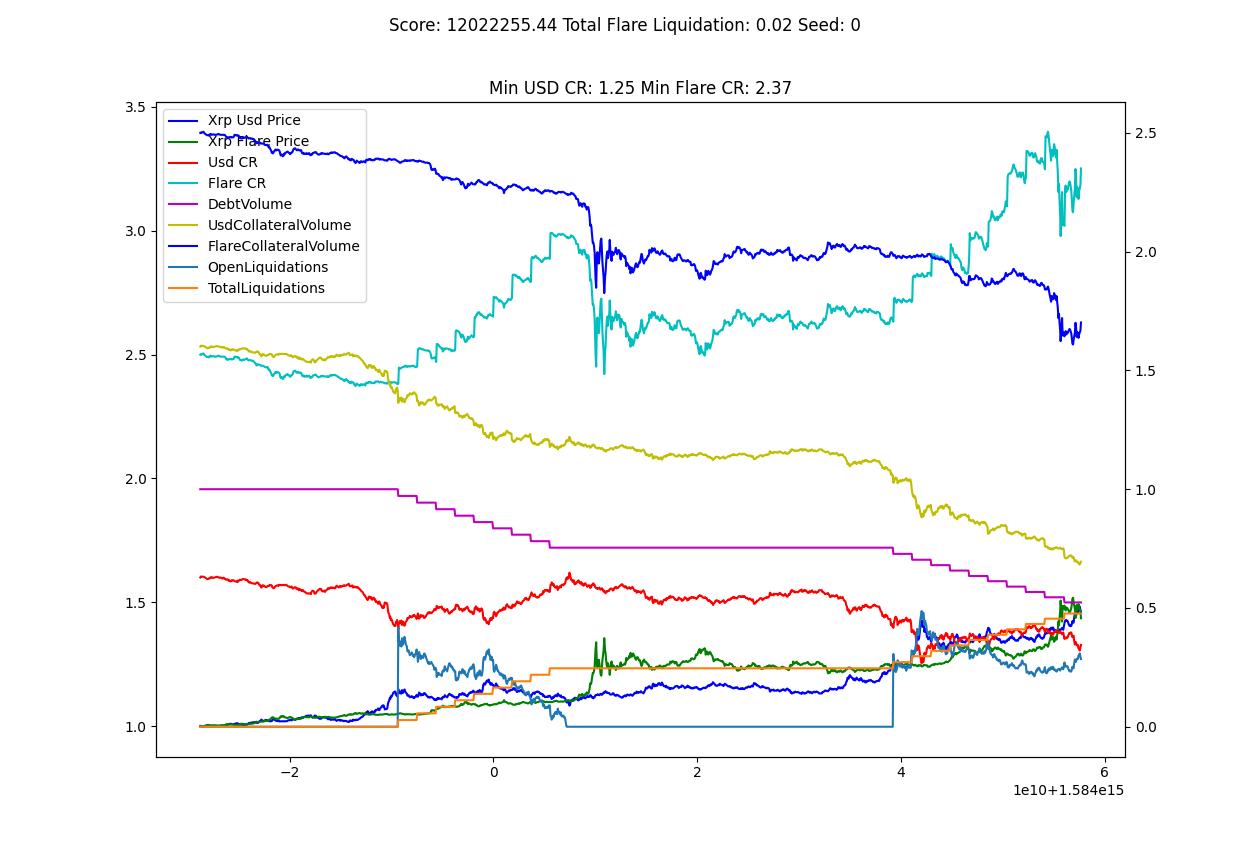 Score: 12022255.44 Total Flare Liquidation: 0.02 Seed: 0
Min USD CR: 1.25 Min Flare CR: 2.37
3.5
3.0
2.5
2.0
1.5
1.0
Xrp Usd Price
Xrp Flare Price
Usd CR
Flare CR
DebtVolume
UsdCollateralVolume
FlareCollateralVolume
OpenLiquidations
TotalLiquidations
2.5
2.0
1.5
1.0
0.5
0.0
−2 0 2 4 6
1e10+1.584e15